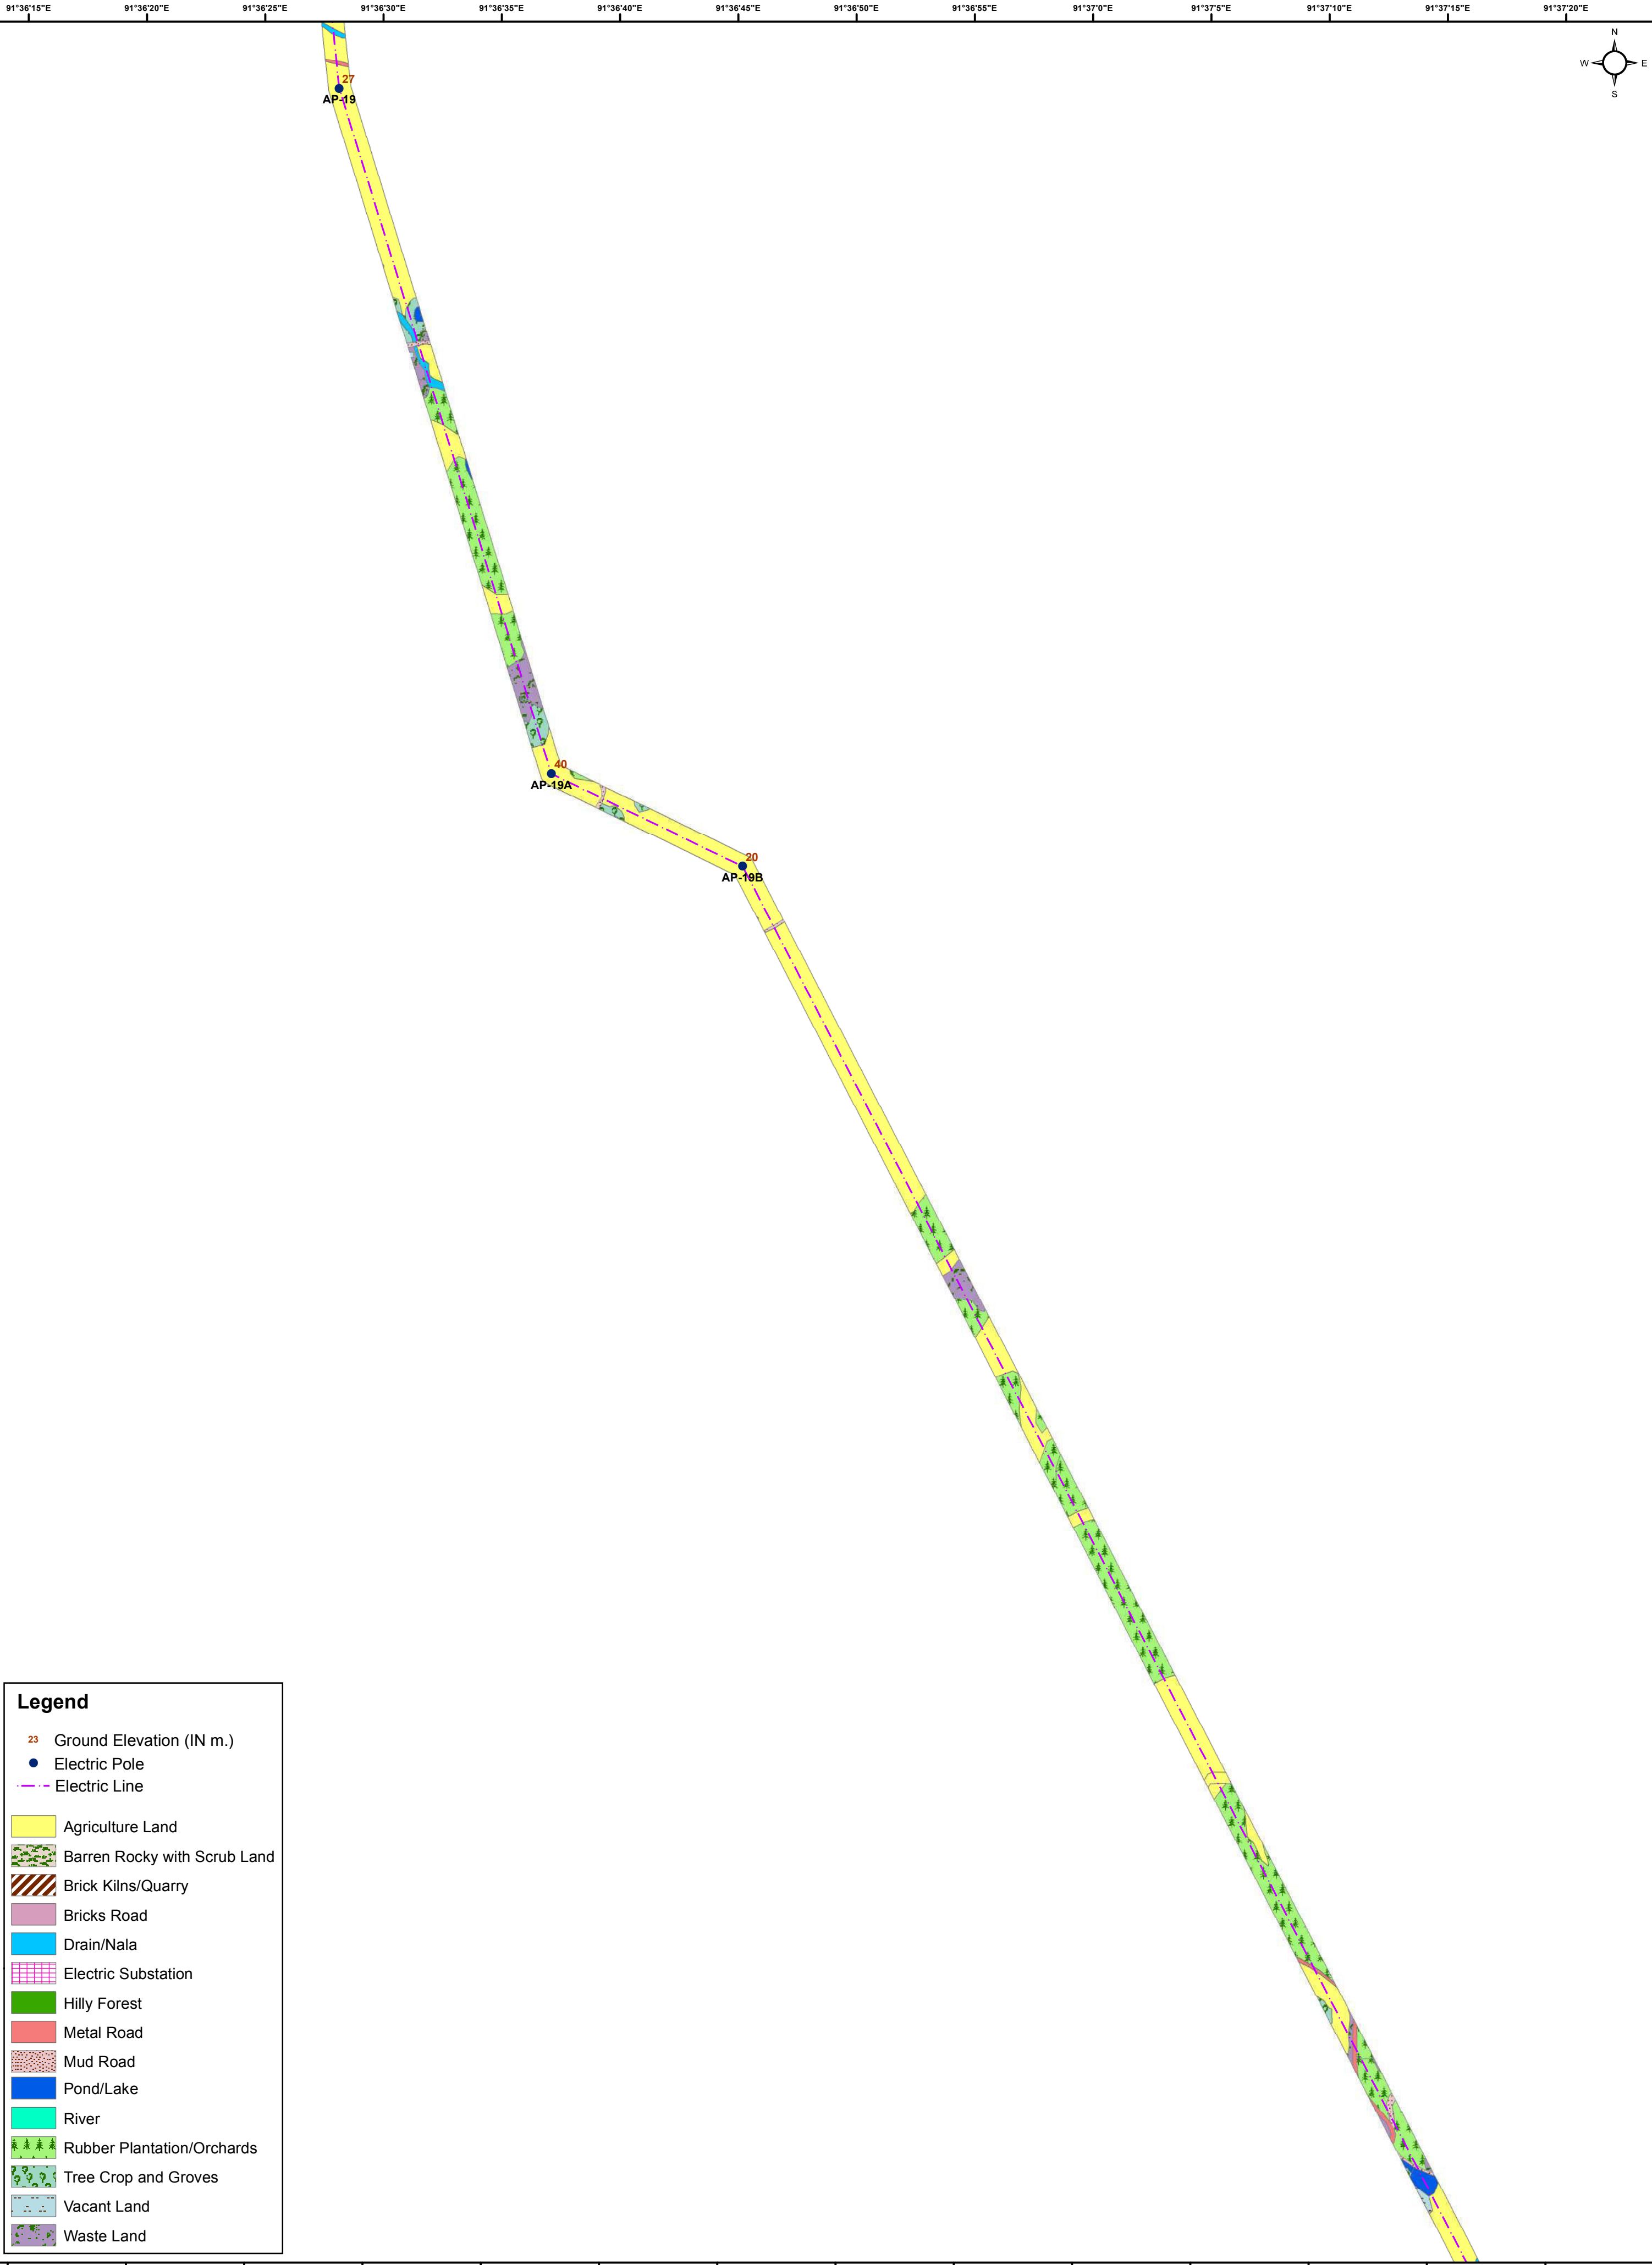 91°36'15"E 91°36'20"E 91°36'25"E 91°36'30"E 91°36'35"E 91°36'40"E 91°36'45"E 91°36'50"E 91°36'55"E 91°37'0"E 91°37'5"E 91°37'10"E 91°37'15"E 91°37'20"E
N
W E
S
27
AP-19
40
AP-19A
20
AP-19B
Legend
23 Ground Elevation (IN m.)
Electric Pole
Electric Line
Agriculture Land
Barren Rocky with Scrub Land
Brick Kilns/Quarry
Bricks Road
Drain/Nala
Electric Substation
Hilly Forest
Metal Road
Mud Road
Pond/Lake
River
Rubber Plantation/Orchards
Tree Crop and Groves
Vacant Land
Waste Land